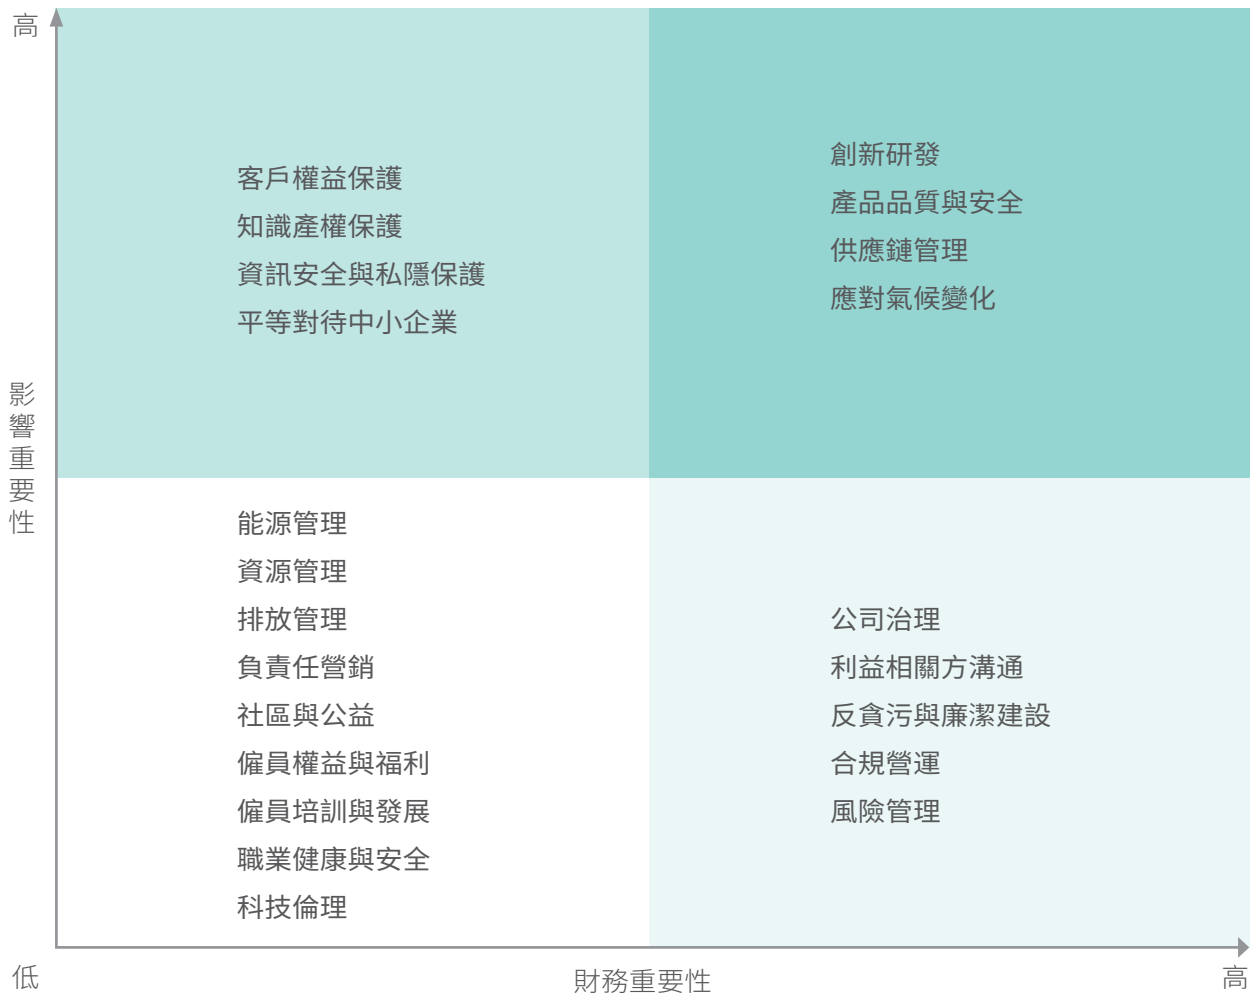 高
客戶權益保護
知識產權保護
資訊安全與私隱保護
平等對待中小企業
創新研發
產品品質與安全
供應鏈管理
應對氣候變化
影響重要性
能源管理
資源管理
排放管理
負責任營銷
社區與公益
僱員權益與福利
僱員培訓與發展
職業健康與安全
科技倫理
公司治理
利益相關方溝通
反貪污與廉潔建設
合規營運
風險管理
低
財務重要性
高